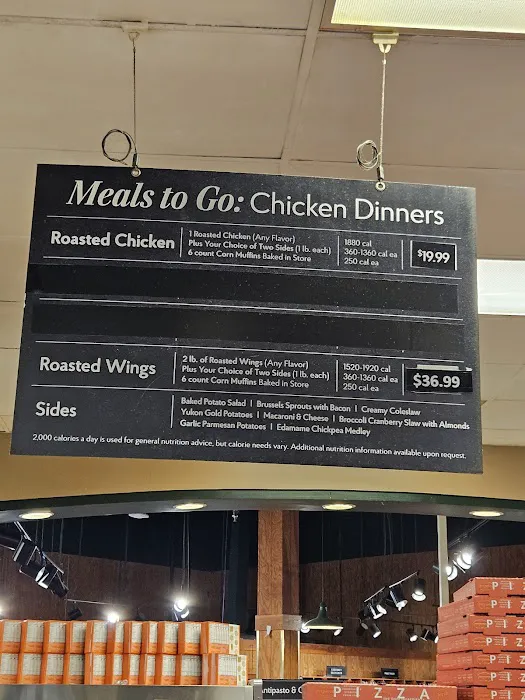 Meals to Go: Chicken Dinners
Roasted Chicken
1 Roasted Chicken (Any Flavor)
Plus Your Choice of Two Sides (1 lb. each)
6 count Corn Muffins Baked in Store
1880 cal
360-1360 cal ea
250 cal ea
$19.99
Roasted Wings
2 lb. of Roasted Wings (Any Flavor)
Plus Your Choice of Two Sides (1 lb. each)
6 count Corn Muffins Baked in Store
1520-1920 cal
360-1360 cal ea
250 cal ea
$36.99
Sides
Baked Potato Salad | Brussels Sprouts with Bacon | Creamy Coleslaw
Yukon Gold Potatoes | Macaroni & Cheese | Broccoli Cranberry Slaw with Almonds
Garlic Parmesan Potatoes | Edamame Chickpea Medley
2,000 calories a day is used for general nutrition advice, but calorie needs vary. Additional nutrition information available upon request.
Antipasto &
PIZZA